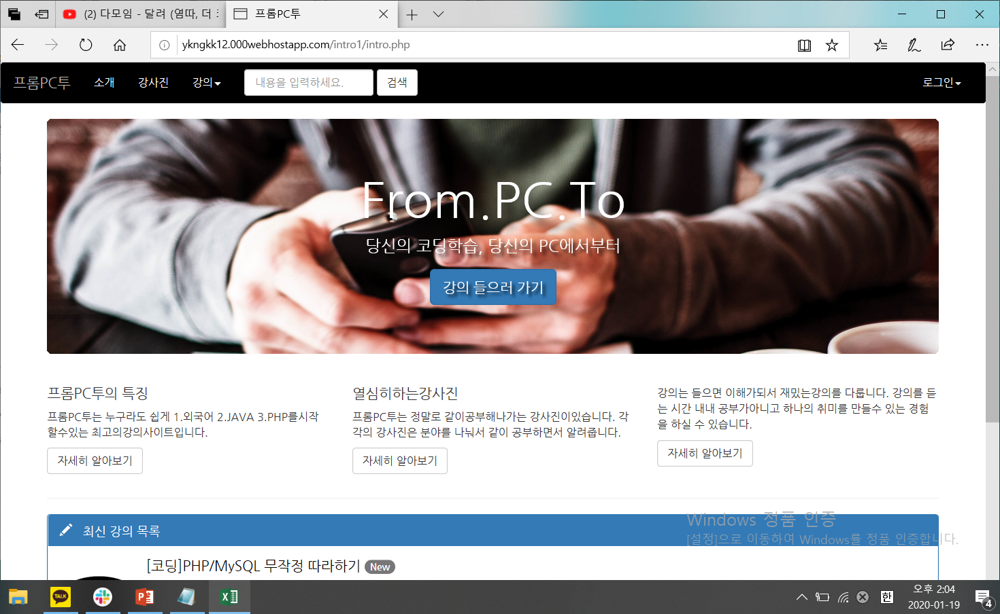 (2) 다모임 - 달려 (염따, 더
프롬PC투
ykngkk12.000webhostapp.com/intro1/intro.php
프롬PC투 소개 강사진 강의 내용을 입력하세요. 검색 로그인
From.PC.To
당신의 코딩학습, 당신의 PC에서부터
강의 들으러 가기
프롬PC투의 특징
프롬PC투는 누구라도 쉽게 1.외국어 2.JAVA 3.PHP를시작
할수있는 최고의강의사이트입니다.
자세히 알아보기
열심히하는강사진
프롬PC투는 정말로 같이공부해나가는 강사진이있습니다. 각
각의 강사진은 분야를 나눠서 같이 공부하면서 알려줍니다.
자세히 알아보기
강의는 들으면 이해가되서 재밌는강의를 다룹니다. 강의를 듣
는 시간 내내 공부가아니고 하나의 취미를 만들수 있는 경험
을 하실 수 있습니다.
자세히 알아보기
최신 강의 목록
Windows 정품 인증
[설정]으로 이동하여 Windows를 정품 인증합니다.
[코딩]PHP/MySQL 무작정 따라하기 New
TALK
한
오후 2:04
2020-01-19
4